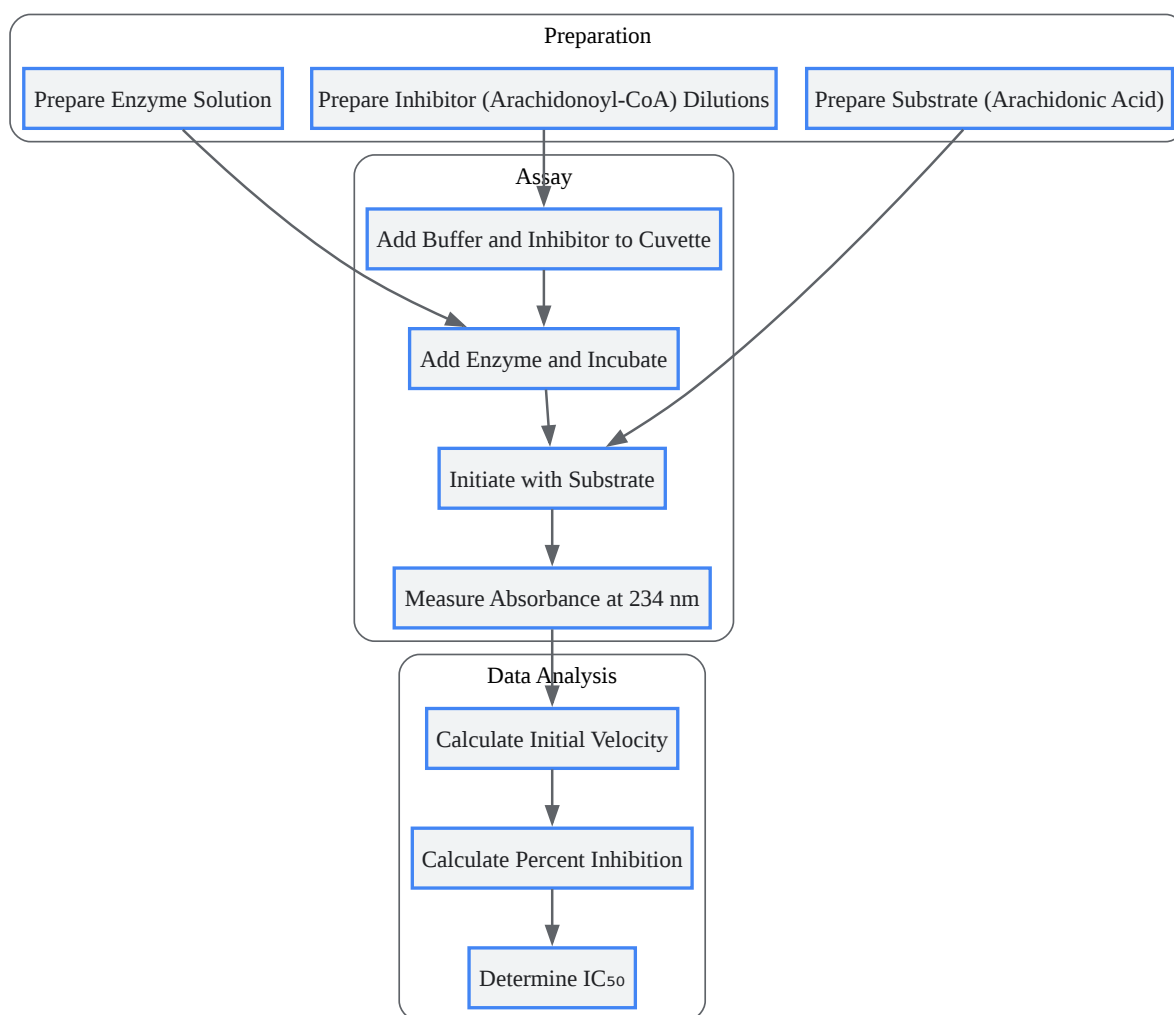 Preparation
Prepare Enzyme Solution
Prepare Inhibitor (Arachidonoyl-CoA) Dilutions
Prepare Substrate (Arachidonic Acid)
Assay
Add Buffer and Inhibitor to Cuvette
Add Enzyme and Incubate
Initiate with Substrate
Measure Absorbance at 234 nm
Data Analysis
Calculate Initial Velocity
Calculate Percent Inhibition
Determine IC₅₀